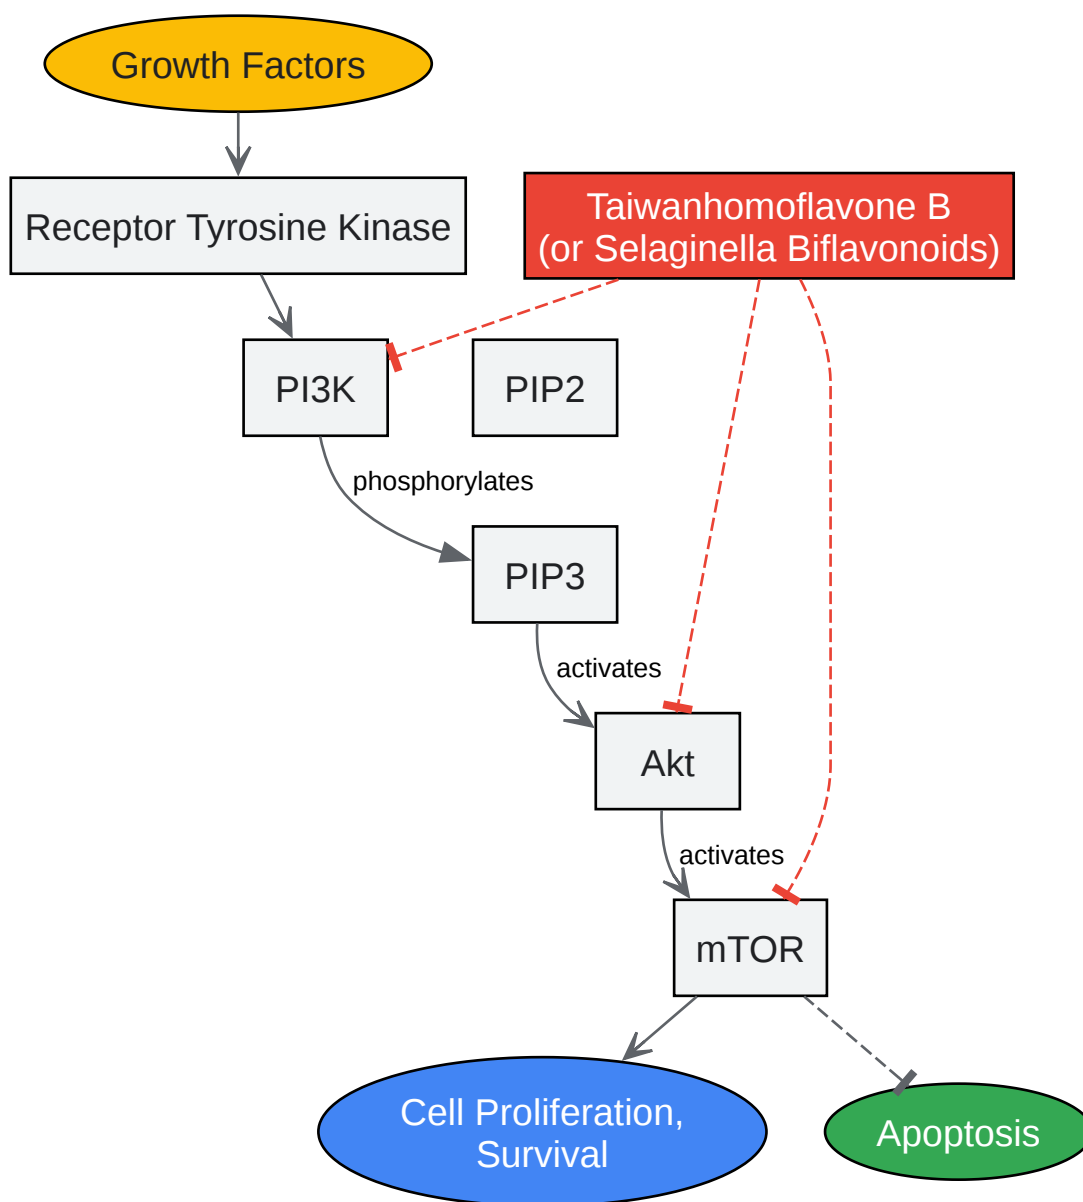 Growth Factors
Receptor Tyrosine Kinase
Taiwanhomoflavone B
(or Selaginella Biflavonoids)
PI3K
PIP2
phosphorylates
PIP3
activates
Akt
activates
mTOR
Cell Proliferation,
Survival
Apoptosis